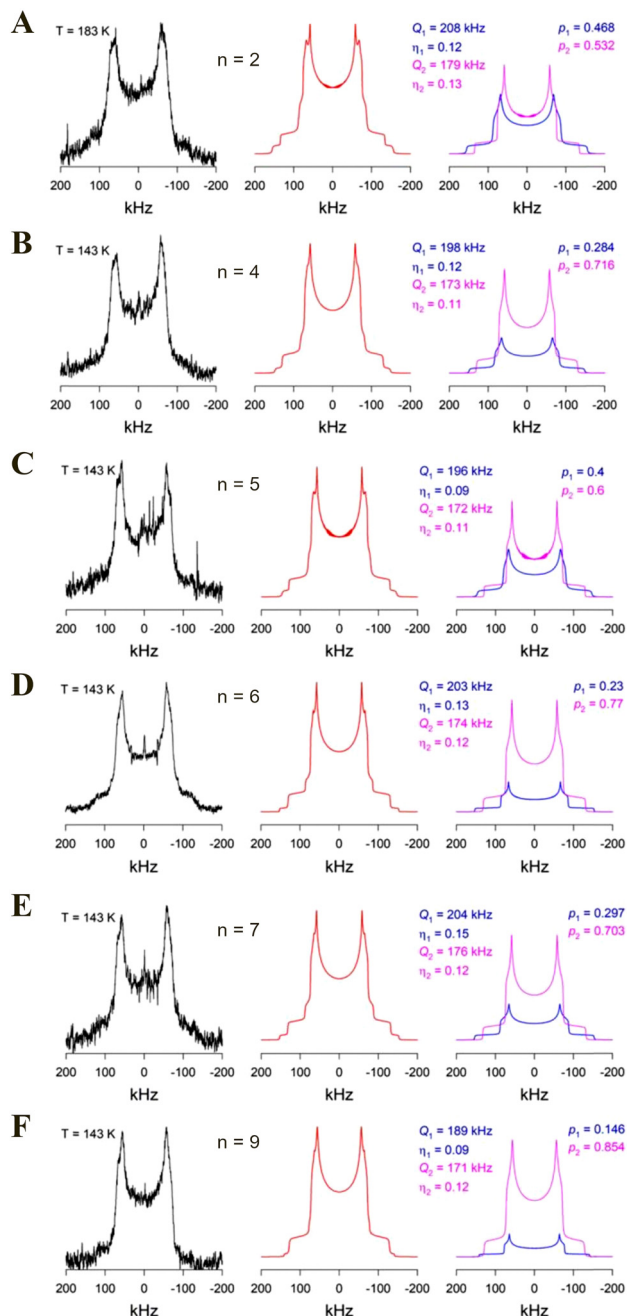 A
T = 183 K
n = 2
Q₁ = 208 kHz
p₁ = 0.468
η₁ = 0.12
p₂ = 0.532
Q₂ = 179 kHz
η₂ = 0.13
200 100 0 -100 -200
200 100 0 -100 -200
200 100 0 -100 -200
kHz
kHz
kHz
B
T = 143 K
n = 4
Q₁ = 198 kHz
p₁ = 0.284
η₁ = 0.12
p₂ = 0.716
Q₂ = 173 kHz
η₂ = 0.11
200 100 0 -100 -200
200 100 0 -100 -200
200 100 0 -100 -200
kHz
kHz
kHz
C
T = 143 K
n = 5
Q₁ = 196 kHz
p₁ = 0.4
η₁ = 0.09
p₂ = 0.6
Q₂ = 172 kHz
η₂ = 0.11
200 100 0 -100 -200
200 100 0 -100 -200
200 100 0 -100 -200
kHz
kHz
kHz
D
T = 143 K
n = 6
Q₁ = 203 kHz
p₁ = 0.23
η₁ = 0.13
p₂ = 0.77
Q₂ = 174 kHz
η₂ = 0.12
200 100 0 -100 -200
200 100 0 -100 -200
200 100 0 -100 -200
kHz
kHz
kHz
E
T = 143 K
n = 7
Q₁ = 204 kHz
p₁ = 0.297
η₁ = 0.15
p₂ = 0.703
Q₂ = 176 kHz
η₂ = 0.12
200 100 0 -100 -200
200 100 0 -100 -200
200 100 0 -100 -200
kHz
kHz
kHz
F
T = 143 K
n = 9
Q₁ = 189 kHz
p₁ = 0.146
η₁ = 0.09
p₂ = 0.854
Q₂ = 171 kHz
η₂ = 0.12
200 100 0 -100 -200
200 100 0 -100 -200
200 100 0 -100 -200
kHz
kHz
kHz